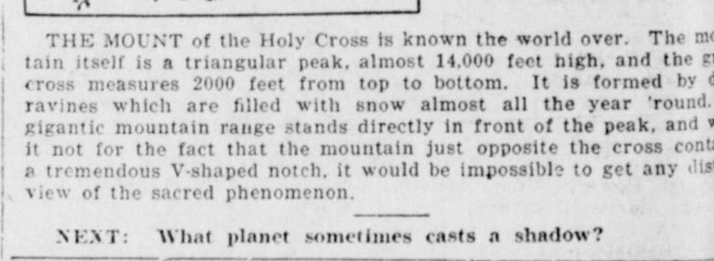 THE MOUNT of the Holy Cross is known the world over. The
tain itself is a triangular peak, almost 14,000 feet high, and the
cross measures 2000 feet from top to bottom. It is formed by
ravines which are filled with snow almost all the year 'round.
gigantic mountain range stands directly in front of the peak, and
it not for the fact that the mountain just opposite the cross
a tremendous V-shaped notch, it would be impossible to get any
view of the sacred phenomenon.
NEXT: What planet sometimes casts a shadow?